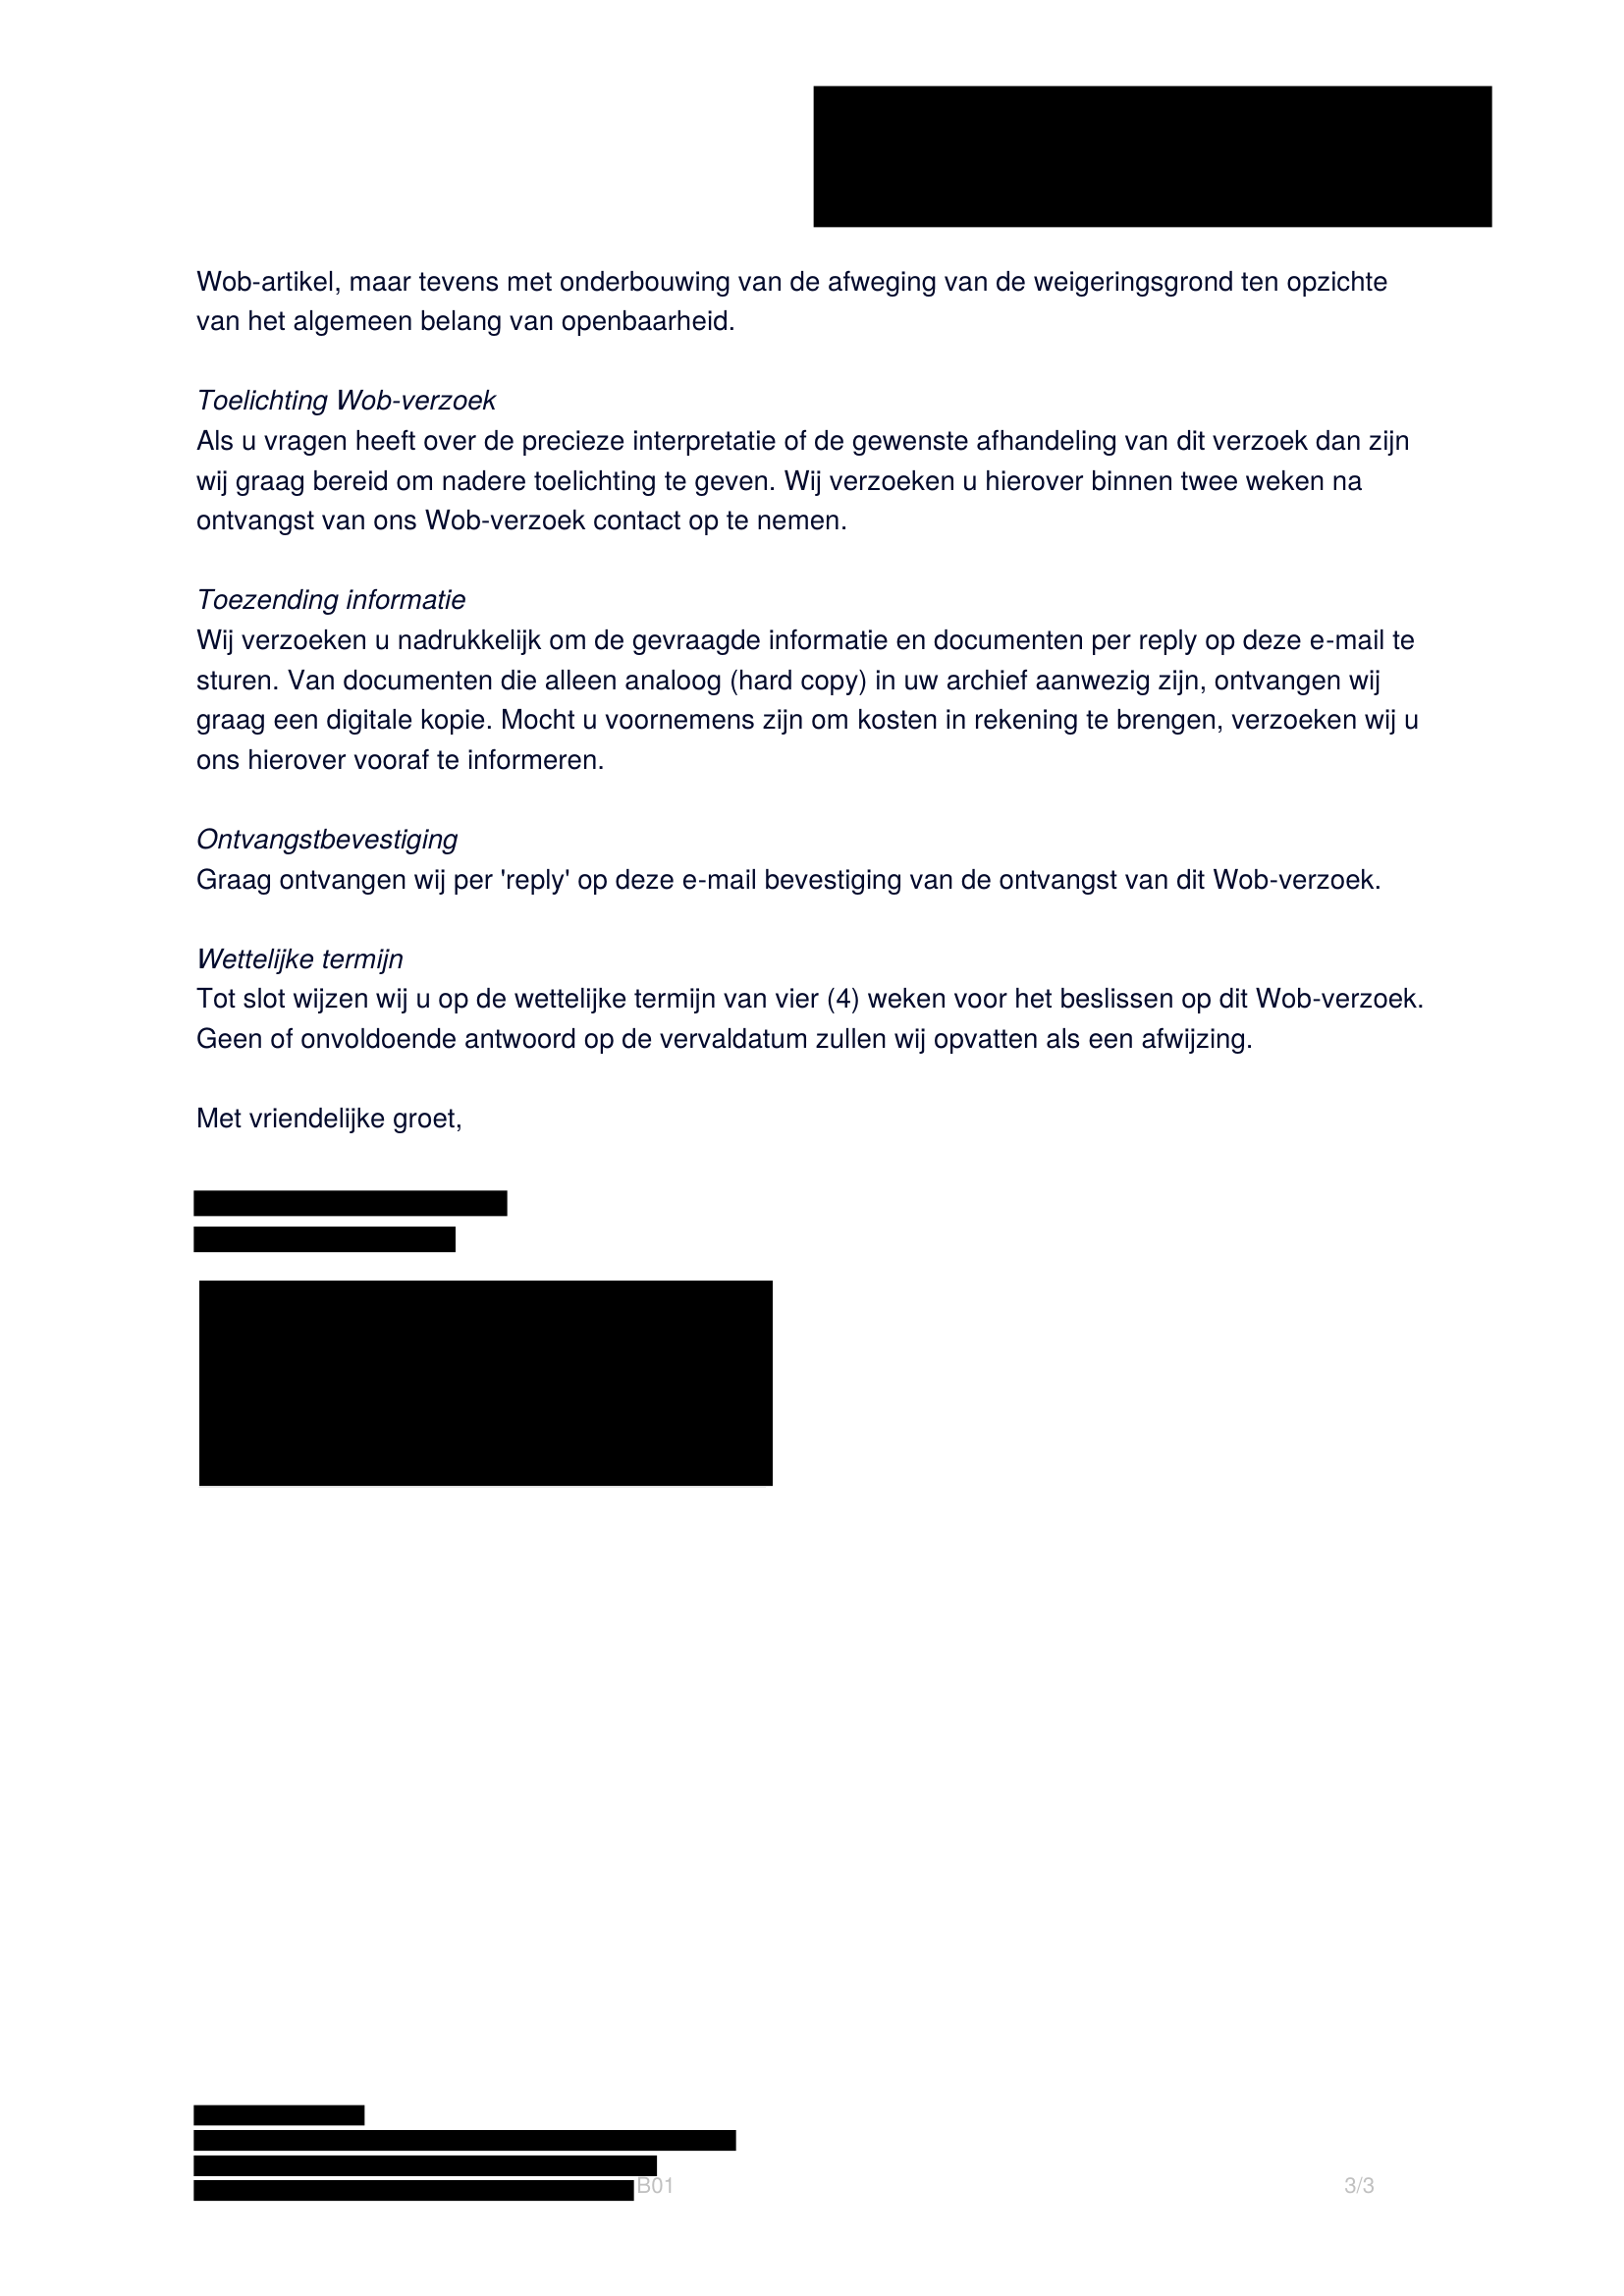 Wob-artikel, maar tevens met onderbouwing van de afweging van de weigeringsgrond ten opzichte
van het algemeen belang van openbaarheid.
Toelichting Wob-verzoek
Als u vragen heeft over de precieze interpretatie of de gewenste afhandeling van dit verzoek dan zijn
wij graag bereid om nadere toelichting te geven. Wij verzoeken u hierover binnen twee weken na
ontvangst van ons Wob-verzoek contact op te nemen.
Toezending informatie
Wij verzoeken u nadrukkelijk om de gevraagde informatie en documenten per reply op deze e-mail te
sturen. Van documenten die alleen analoog (hard copy) in uw archief aanwezig zijn, ontvangen wij
graag een digitale kopie. Mocht u voornemens zijn om kosten in rekening te brengen, verzoeken wij u
ons hierover vooraf te informeren.
Ontvangstbevestiging
Graag ontvangen wij per 'reply' op deze e-mail bevestiging van de ontvangst van dit Wob-verzoek.
Wettelijke termijn
Tot slot wijzen wij u op de wettelijke termijn van vier (4) weken voor het beslissen op dit Wob-verzoek.
Geen of onvoldoende antwoord op de vervaldatum zullen wij opvatten als een afwijzing.
Met vriendelijke groet,
B01 3/3